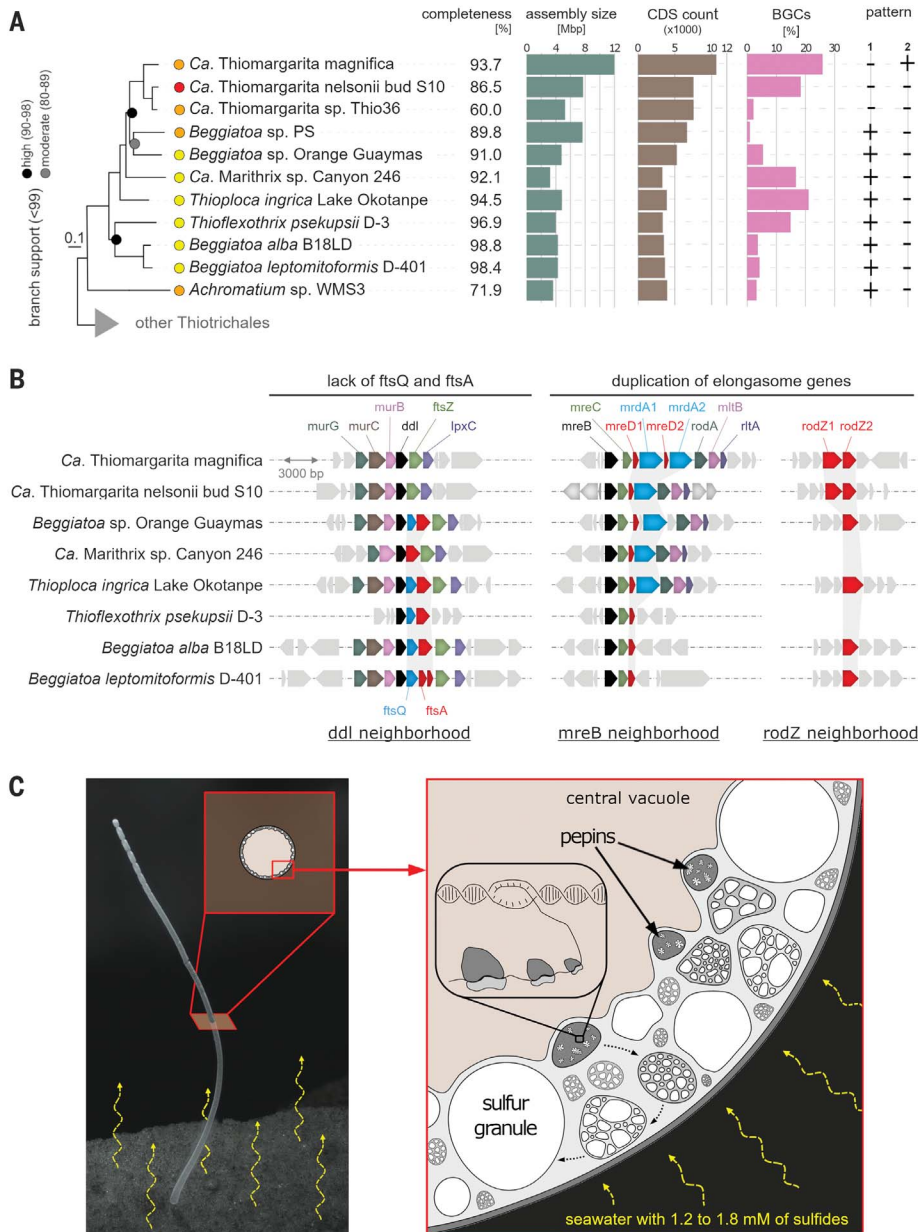 A
completeness assembly size CDS count BGCs pattern
[%] [Mbp] (x1000) [%]
0 4 8 12 0 5 10 12 0 10 20 30 1 2
Ca. Thiomargarita magnifica 93.7 - +
Ca. Thiomargarita nelsonii bud S10 86.5 - -
Ca. Thiomargarita sp. Thio36 60.0 - -
Beggiatoa sp. PS 89.8 + -
Beggiatoa sp. Orange Guaymas 91.0 + -
Ca. Marithrix sp. Canyon 246 92.1 + -
Thioploca ingrica Lake Okotanpe 94.5 + -
Thioflexothrix psekupsii D-3 96.9 + -
Beggiatoa alba B18LD 98.8 + -
Beggiatoa leptomitoformis D-401 98.4 + -
Achromatium sp. WMS3 71.9 + -
other Thiotrichales
0.1
branch support (<99)
high (90-98)
moderate (80-89)
B
lack of ftsQ and ftsA duplication of elongasome genes
murB ftsZ mreC mrdA1 mrdA2 mltB
murG murC ddl lpxC mreB mreD1 mreD2 rodA rltA rodZ1 rodZ2
Ca. Thiomargarita magnifica
3000 bp
Ca. Thiomargarita nelsonii bud S10
Beggiatoa sp. Orange Guaymas
Ca. Marithrix sp. Canyon 246
Thioploca ingrica Lake Okotanpe
Thioflexothrix psekupsii D-3
Beggiatoa alba B18LD
Beggiatoa leptomitoformis D-401
ftsQ ftsA
ddl neighborhood mreB neighborhood rodZ neighborhood
C
central vacuole
pepins
sulfur
granule
seawater with 1.2 to 1.8 mM of sulfides